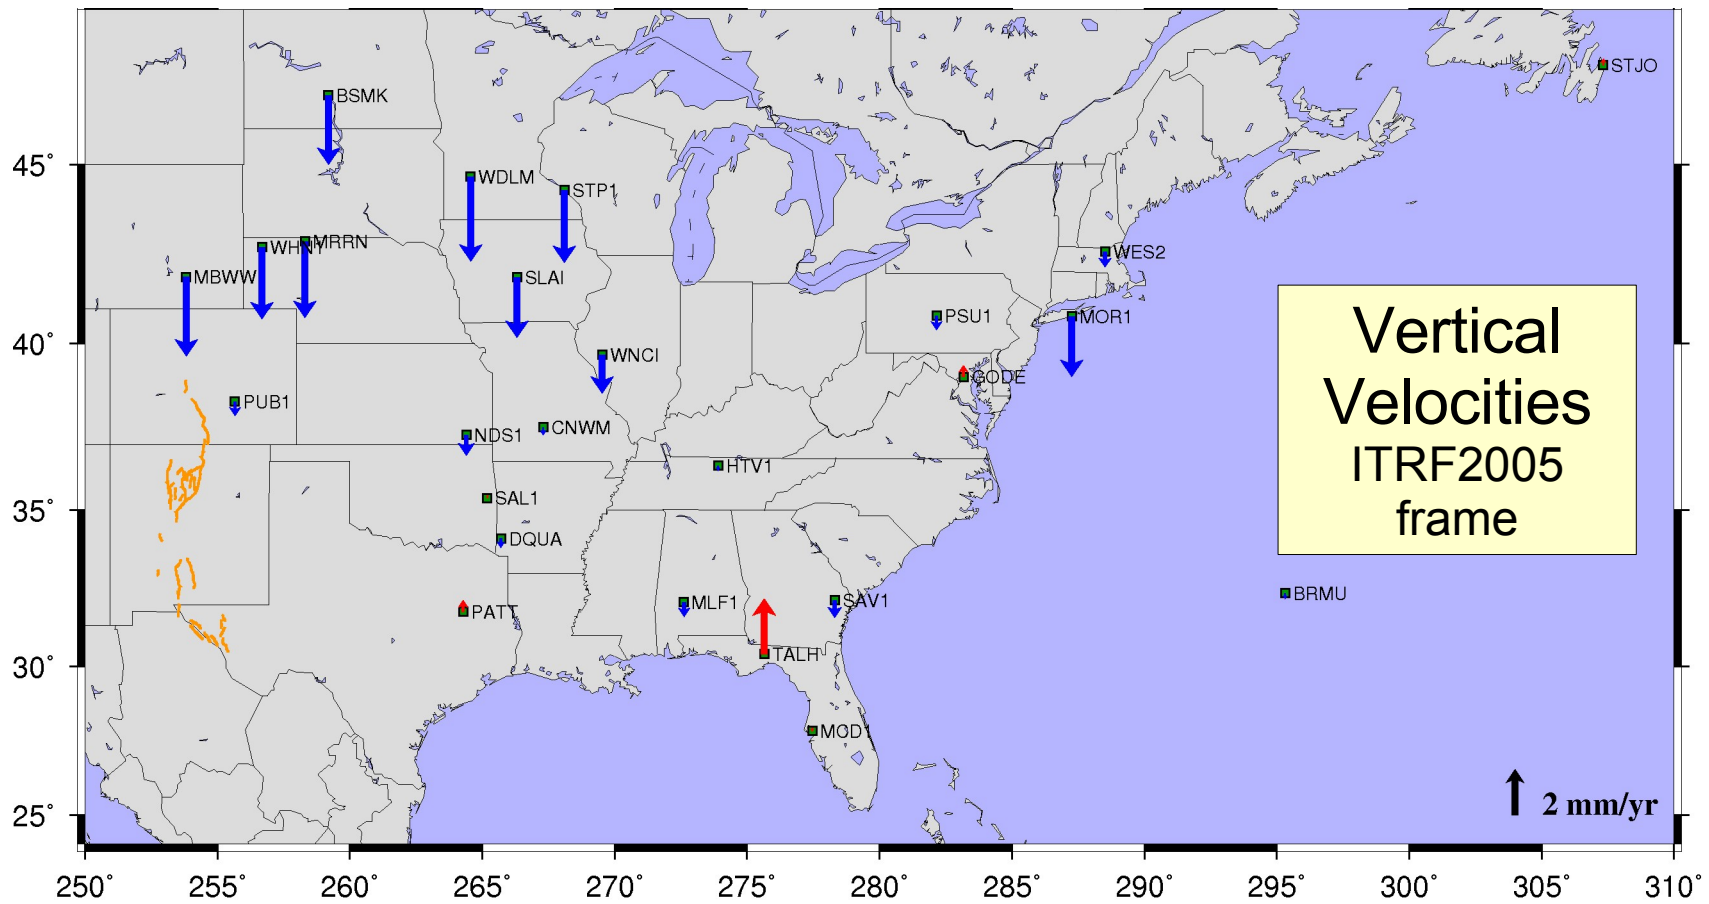 STJO
BSMK
45°
WDLM
STP1
WHN1
MRRN
WES2
MBWW
SLAI
PSU1
MOR1
Vertical
Velocities
ITRF2005
frame
40°
WNCI
GODE
PUB1
NDS1
CNWM
HTV1
35°
SAL1
DQUA
BRMU
PATT
MLF1
SAV1
30°
TALH
MCD1
25°
2 mm/yr
250° 255° 260° 265° 270° 275° 280° 285° 290° 295° 300° 305° 310°